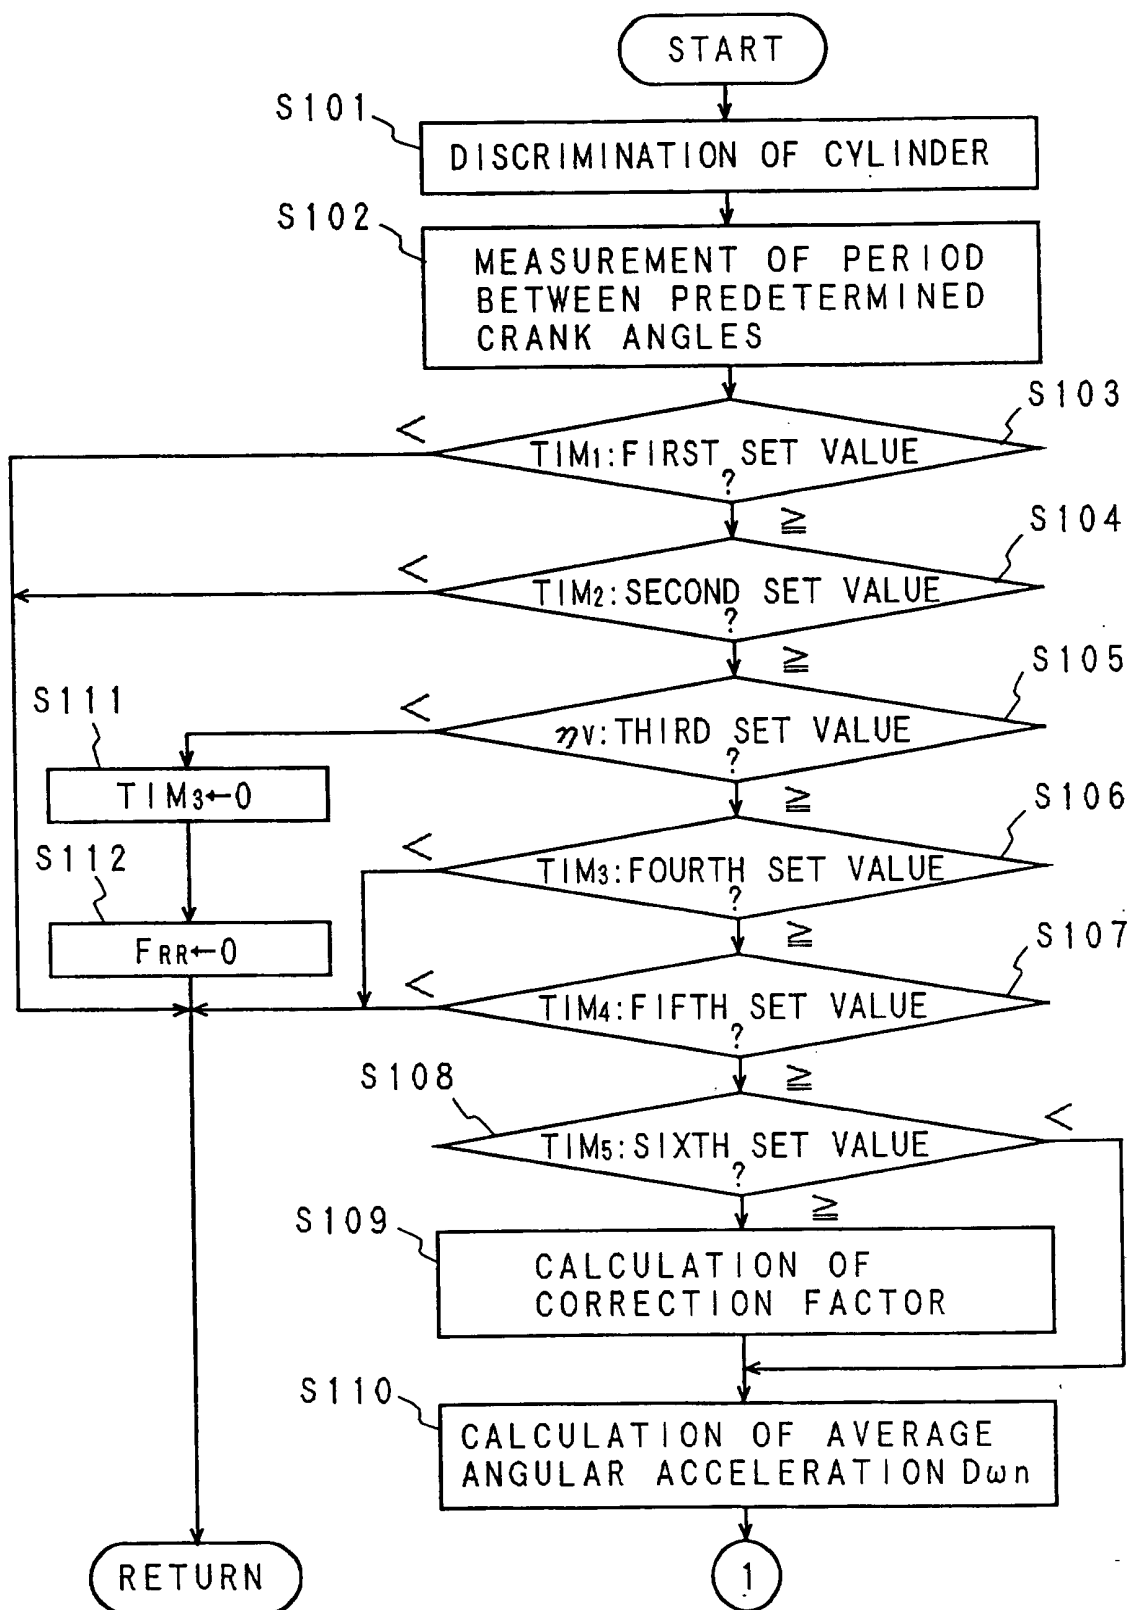 START
S101
DISCRIMINATION OF CYLINDER
S102
MEASUREMENT OF PERIOD
BETWEEN PREDETERMINED
CRANK ANGLES
S103
<
TIM1:FIRST SET VALUE
?
≧
S104
<
TIM2:SECOND SET VALUE
?
≧
S105
<
ηv:THIRD SET VALUE
?
≧
S111
TIM3←0
S106
<
TIM3:FOURTH SET VALUE
?
≧
S112
FRR←0
S107
<
TIM4:FIFTH SET VALUE
?
≧
S108
<
TIM5:SIXTH SET VALUE
?
≧
S109
CALCULATION OF
CORRECTION FACTOR
S110
CALCULATION OF AVERAGE
ANGULAR ACCELERATION Dωn
RETURN
1